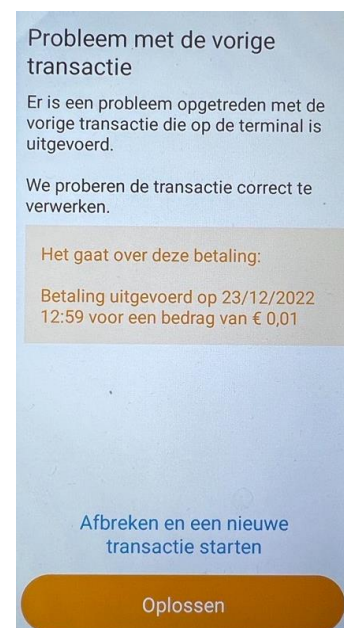 Probleem met de vorige
transactie
Er is een probleem opgetreden met de
vorige transactie die op de terminal is
uitgevoerd.
We proberen de transactie correct te
verwerken.
Het gaat over deze betaling:
Betaling uitgevoerd op 23/12/2022
12:59 voor een bedrag van € 0,01
Afbreken en een nieuwe
transactie starten
Oplossen